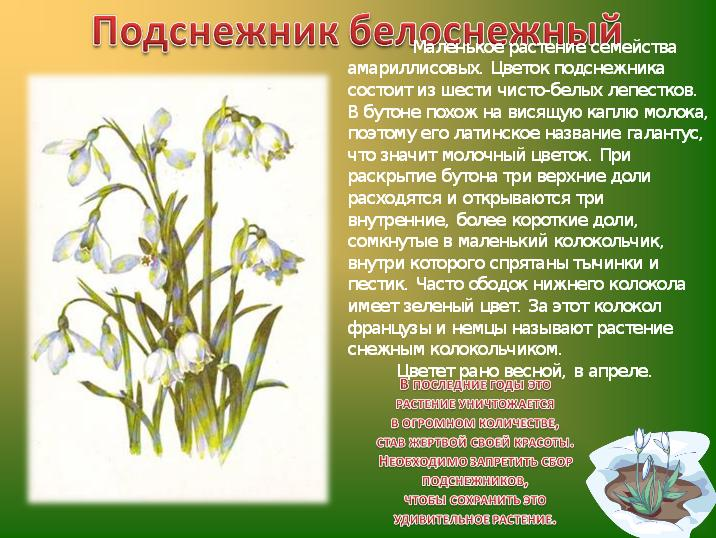 Подснежник белоснежный
Маленькое растение семейства
амариллисовых. Цветок подснежника
состоит из шести чисто-белых лепестков.
В бутоне похож на висящую каплю молока,
поэтому его латинское название галантус,
что значит молочный цветок. При
раскрытие бутона три верхние доли
расходятся и открываются три
внутренние, более короткие доли,
сомкнутые в маленький колокольчик,
внутри которого спрятаны тычинки и
пестик. Часто ободок нижнего колокола
имеет зеленый цвет. За этот колокол
французы и немцы называют растение
снежным колокольчиком.
Цветет рано весной, в апреле.
В последние годы это
растение уничтожается
в огромном количестве,
став жертвой своей красоты.
Необходимо запретить сбор
подснежников,
чтобы сохранить это
удивительное растение.